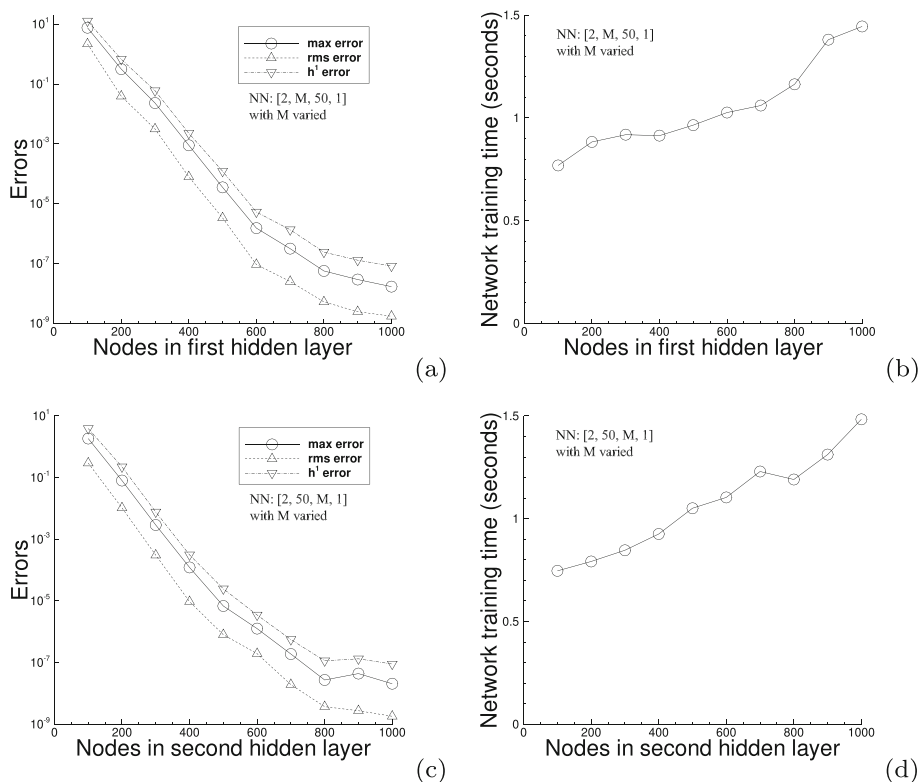 10^1
10^-1
10^-3
10^-5
10^-7
10^-9
Errors
max error
rms error
h^1 error
NN: [2, M, 50, 1]
with M varied
0 200 400 600 800 1000
Nodes in first hidden layer
(a)
1.5
1
0.5
0
Network training time (seconds)
NN: [2, M, 50, 1]
with M varied
0 200 400 600 800 1000
Nodes in first hidden layer
(b)
10^1
10^-1
10^-3
10^-5
10^-7
10^-9
Errors
max error
rms error
h^1 error
NN: [2, 50, M, 1]
with M varied
0 200 400 600 800 1000
Nodes in second hidden layer
(c)
1.5
1
0.5
0
Network training time (seconds)
NN: [2, 50, M, 1]
with M varied
0 200 400 600 800 1000
Nodes in second hidden layer
(d)